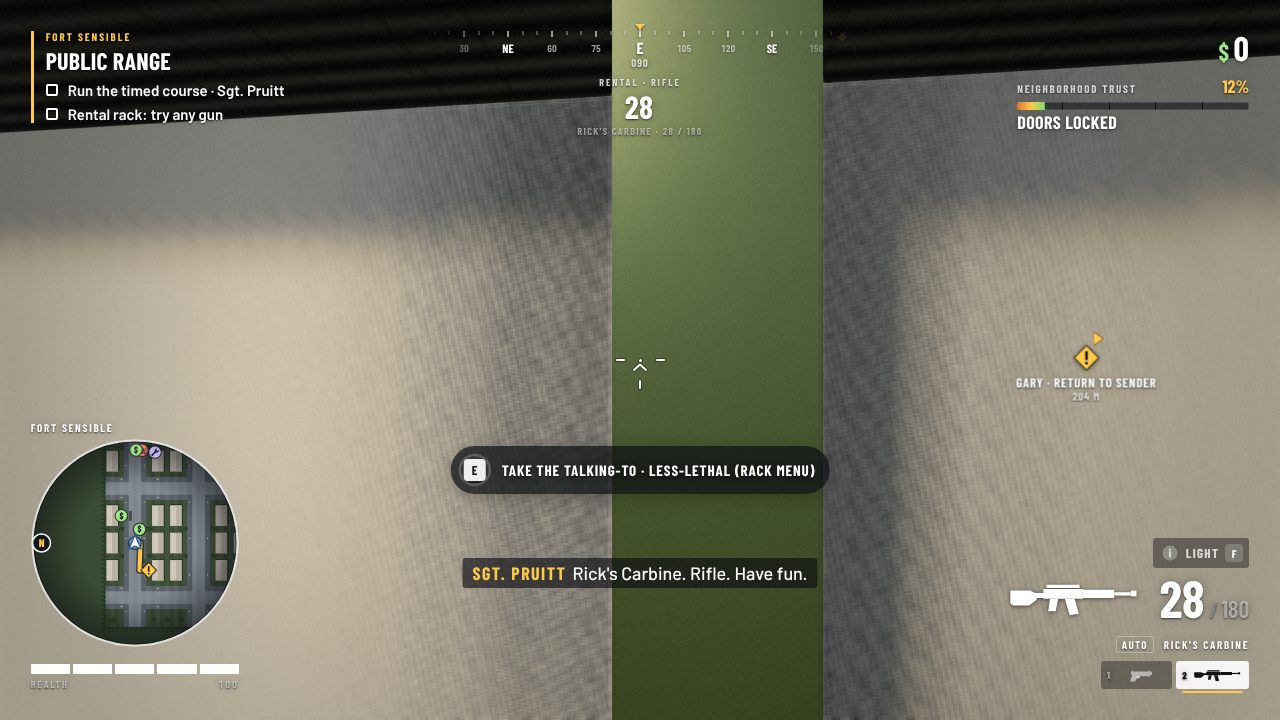 FORT SENSIBLE
PUBLIC RANGE
Run the timed course · Sgt. Pruitt
Rental rack: try any gun
30 NE 60 75 E 105 120 SE 150
090
RENTAL · RIFLE
28
RICK'S CARBINE · 28 / 180
$ 0
NEIGHBORHOOD TRUST 12%
DOORS LOCKED
GARY · RETURN TO SENDER
204 M
E TAKE THE TALKING-TO · LESS-LETHAL (RACK MENU)
SGT. PRUITT Rick's Carbine. Rifle. Have fun.
FORT SENSIBLE
$
$
$
N
HEALTH 100
LIGHT F
28 / 180
AUTO RICK'S CARBINE
1 2